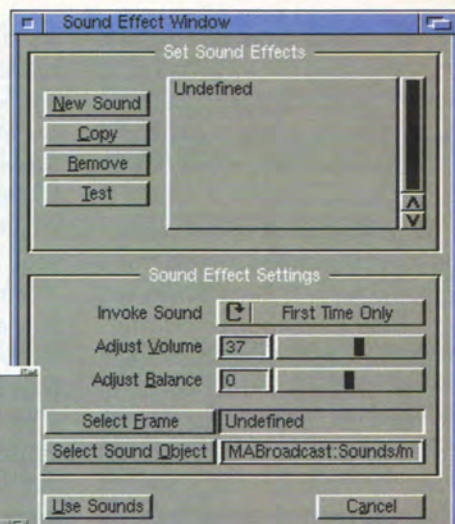 Sound Effect Window
Set Sound Effects
Undefined
New Sound
Copy
Remove
Test
Sound Effect Settings
Invoke Sound First Time Only
Adjust Volume 37
Adjust Balance 0
Select Frame Undefined
Select Sound Object MABroadcast:Sounds/m
Use Sounds Cancel